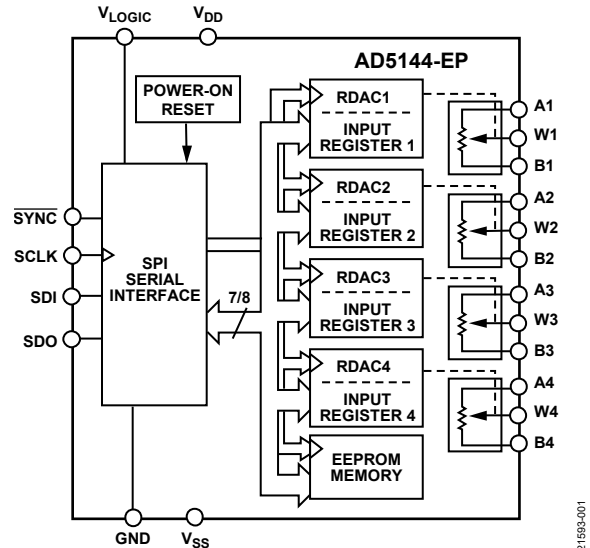 VLOGIC
VDD
AD5144-EP
POWER-ON
RESET
RDAC1
INPUT
REGISTER 1
A1
W1
B1
RDAC2
INPUT
REGISTER 2
A2
W2
B2
SYNC
SCLK
SDI
SDO
SPI
SERIAL
INTERFACE
7/8
RDAC3
INPUT
REGISTER 3
A3
W3
B3
RDAC4
INPUT
REGISTER 4
A4
W4
B4
EEPROM
MEMORY
GND
VSS
21593-001